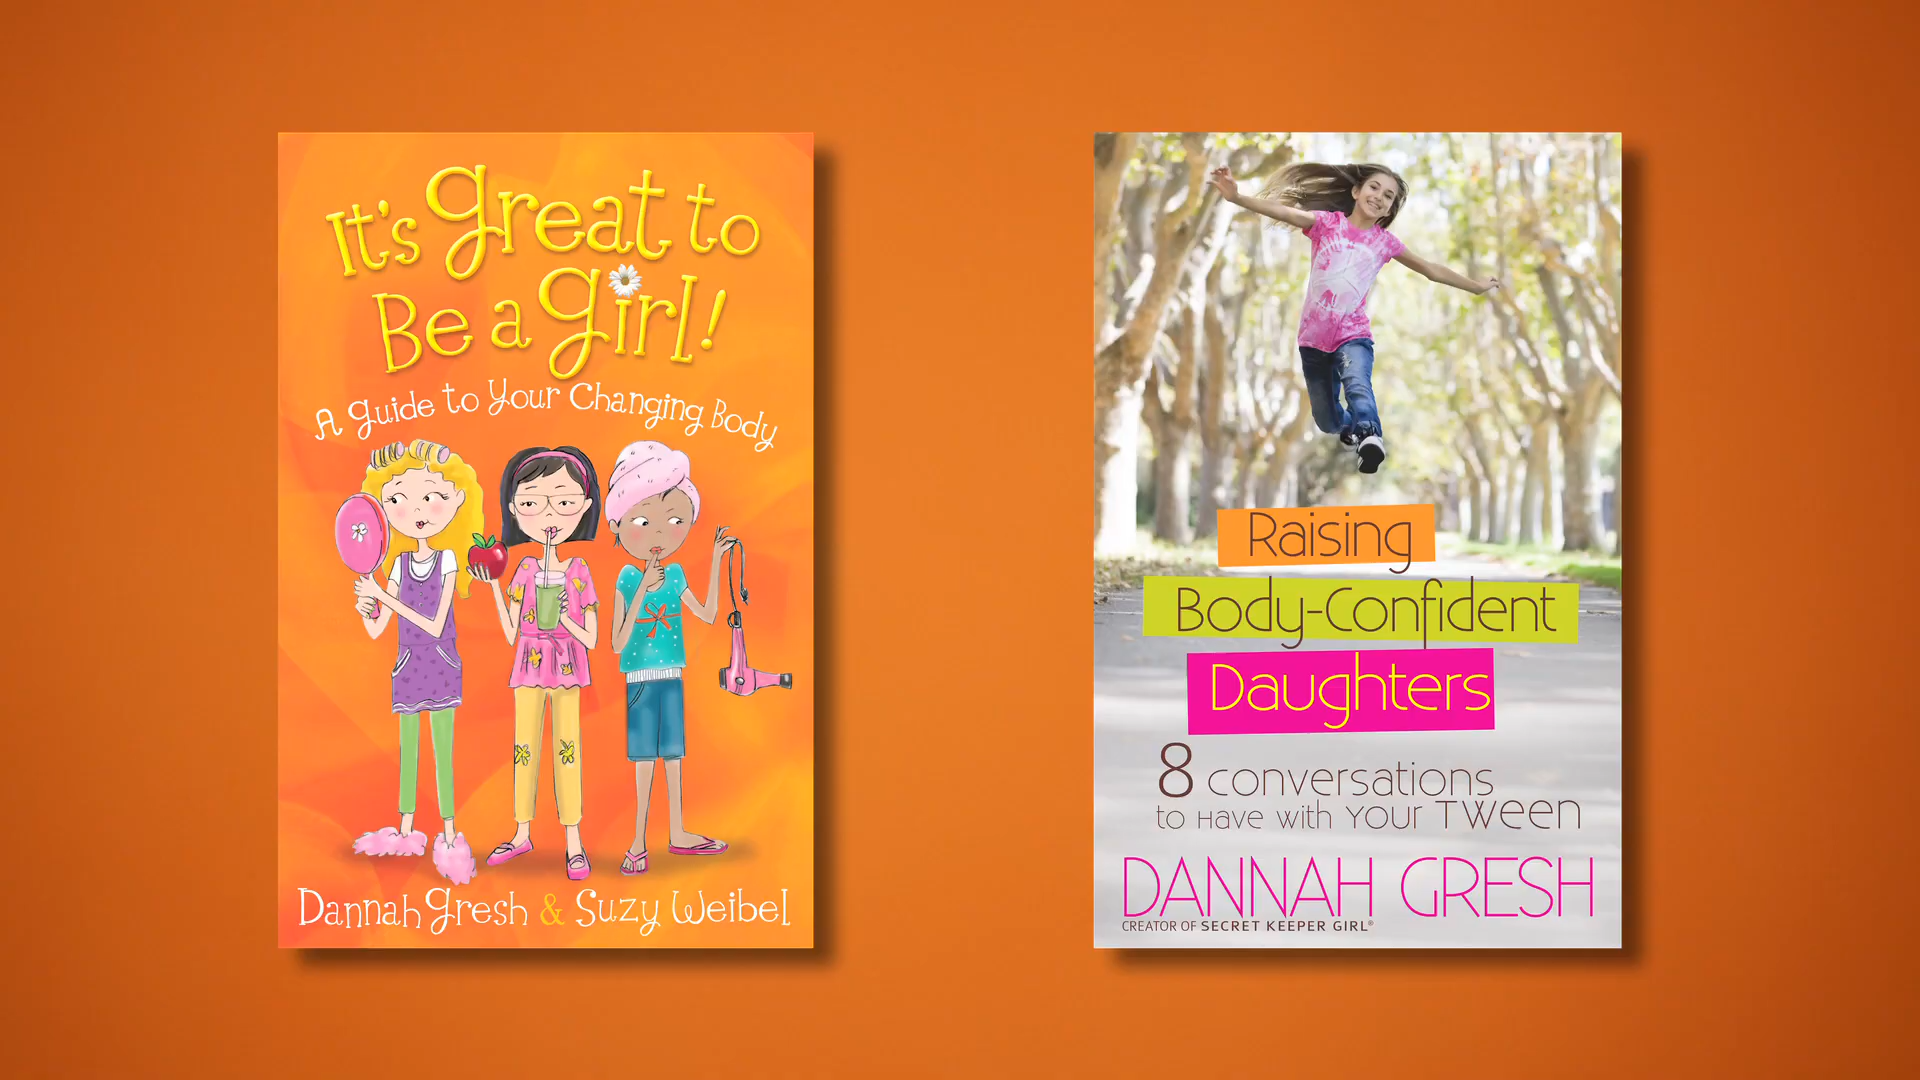 It's great to
Be a girl!
A guide to Your Changing Body
Dannah Gresh & Suzy Weibel
Raising
Body-Confident
Daughters
8 conversations
to Have with Your Tween
DANNAH GRESH
CREATOR OF SECRET KEEPER GIRL®